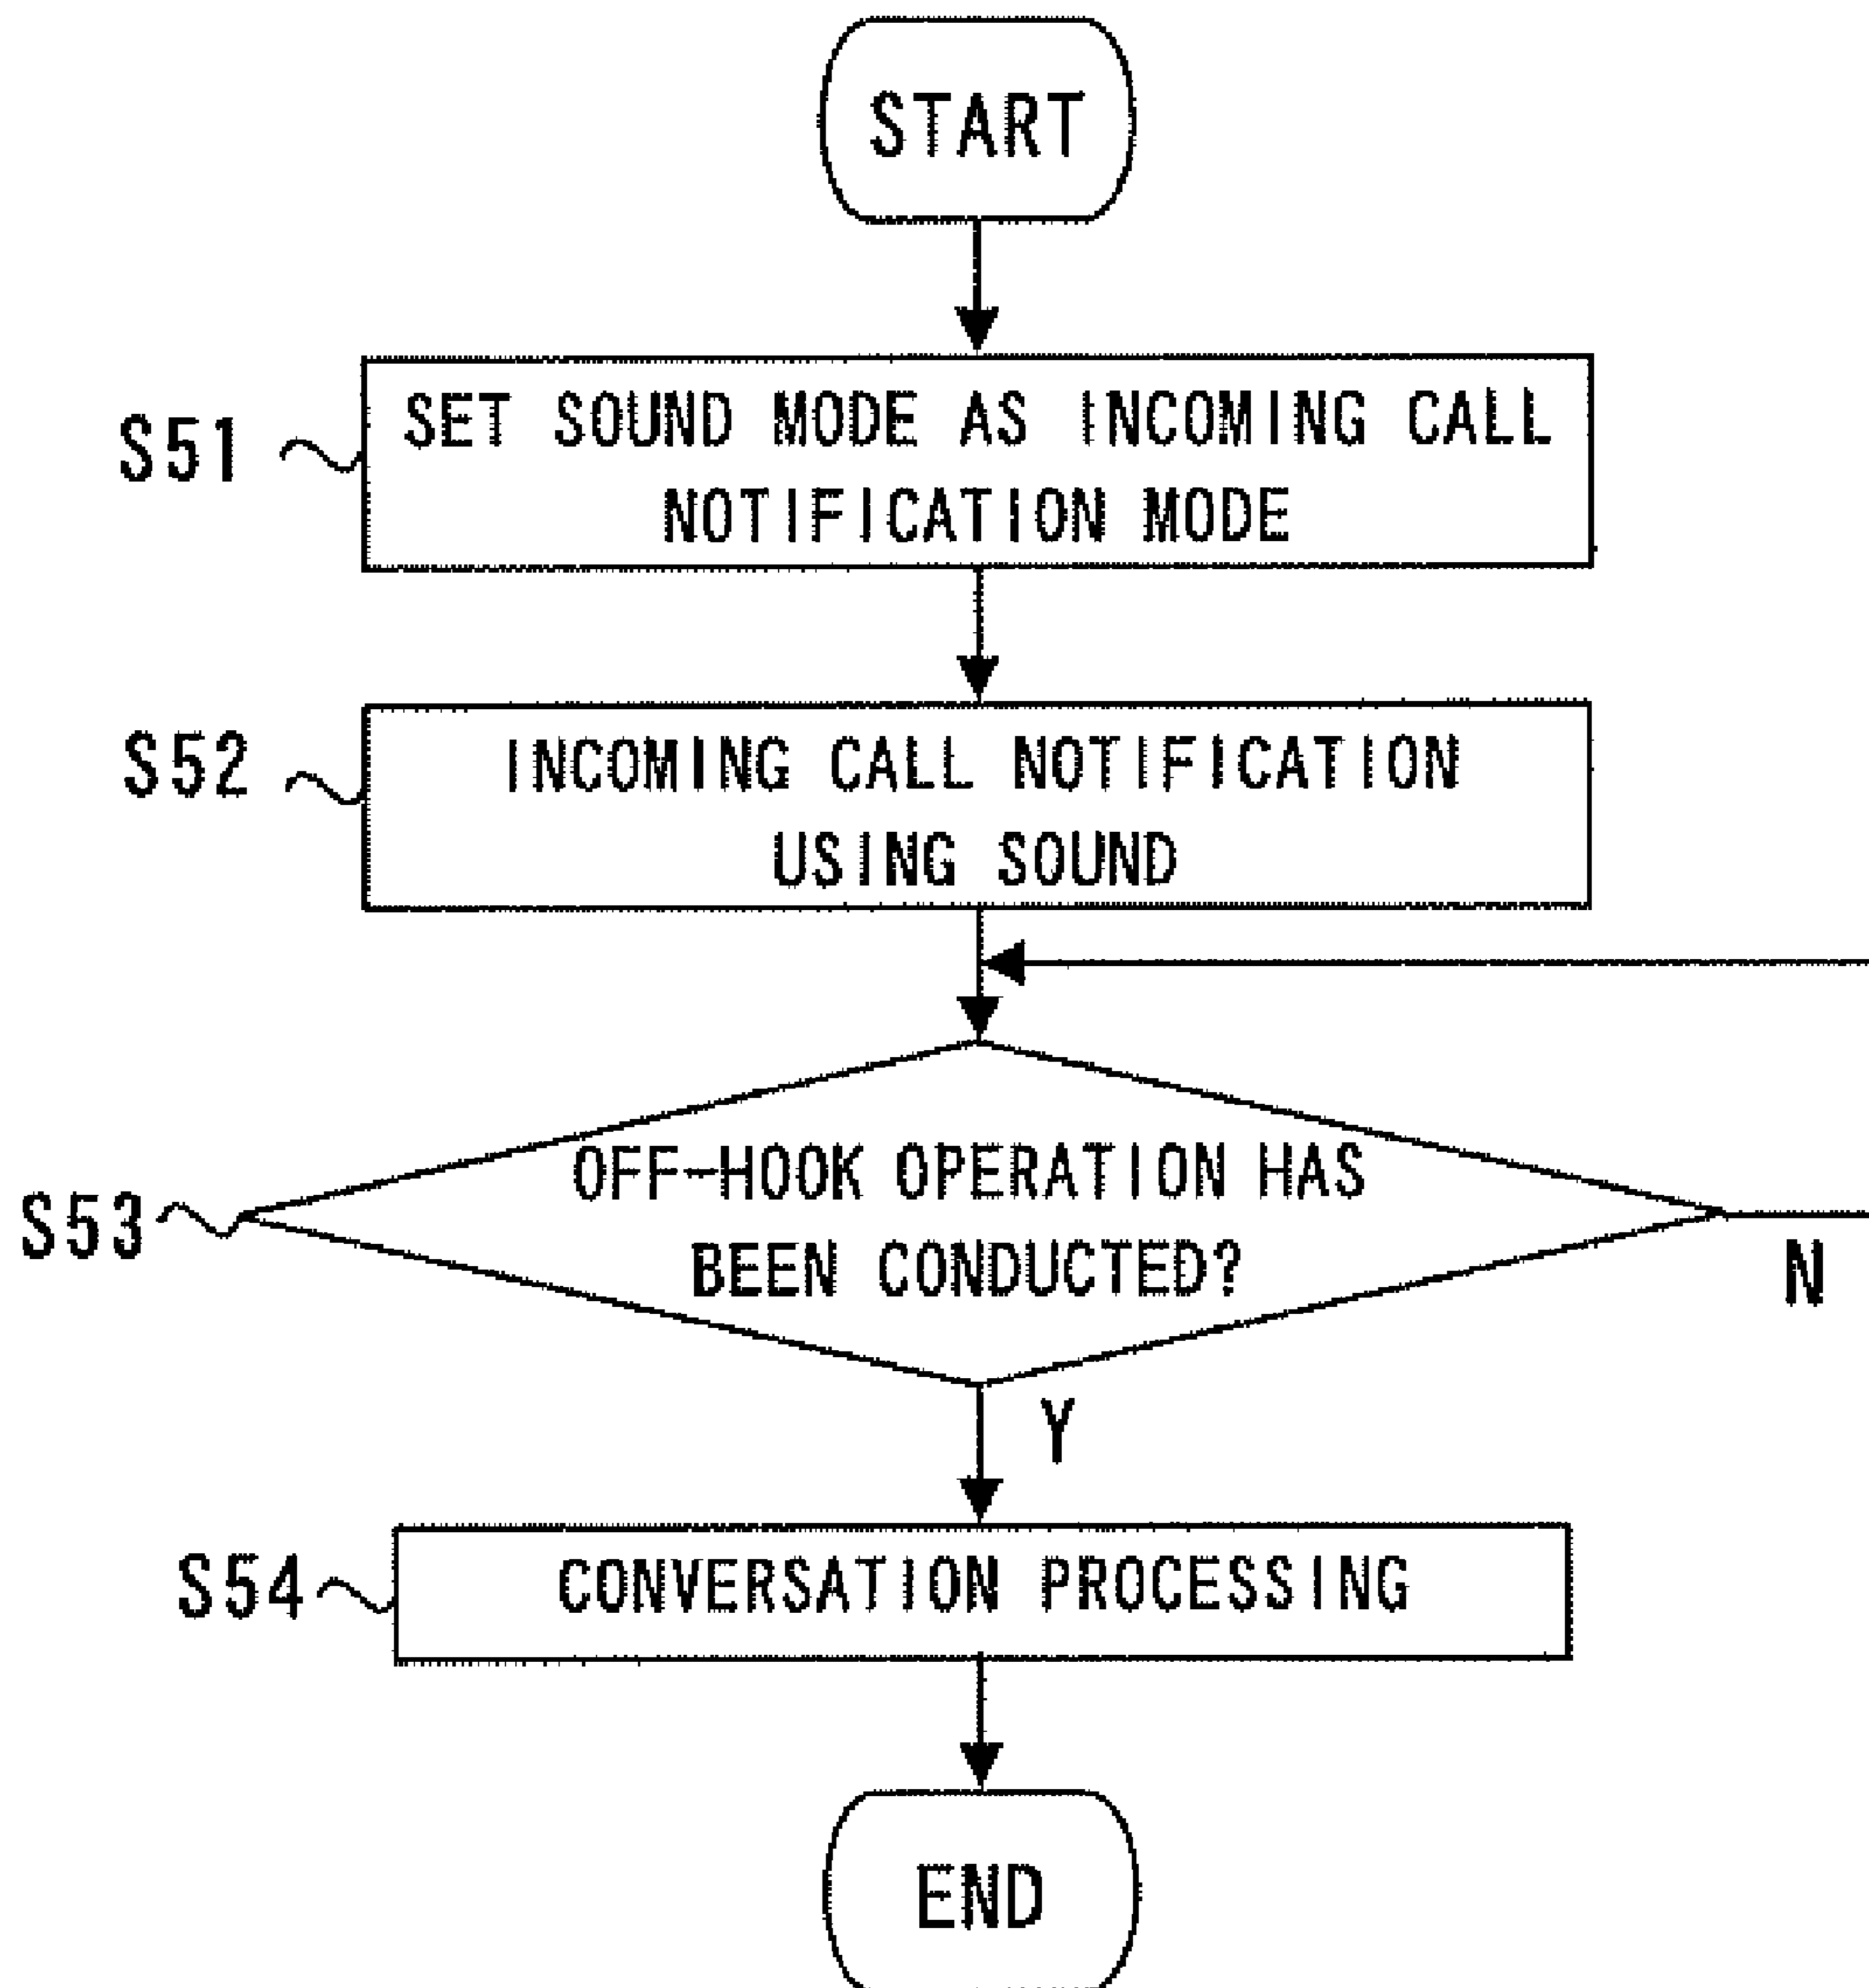 START
S51
SET SOUND MODE AS INCOMING CALL
NOTIFICATION MODE
S52
INCOMING CALL NOTIFICATION
USING SOUND
S53
OFF-HOOK OPERATION HAS
BEEN CONDUCTED?
N
Y
S54
CONVERSATION PROCESSING
END